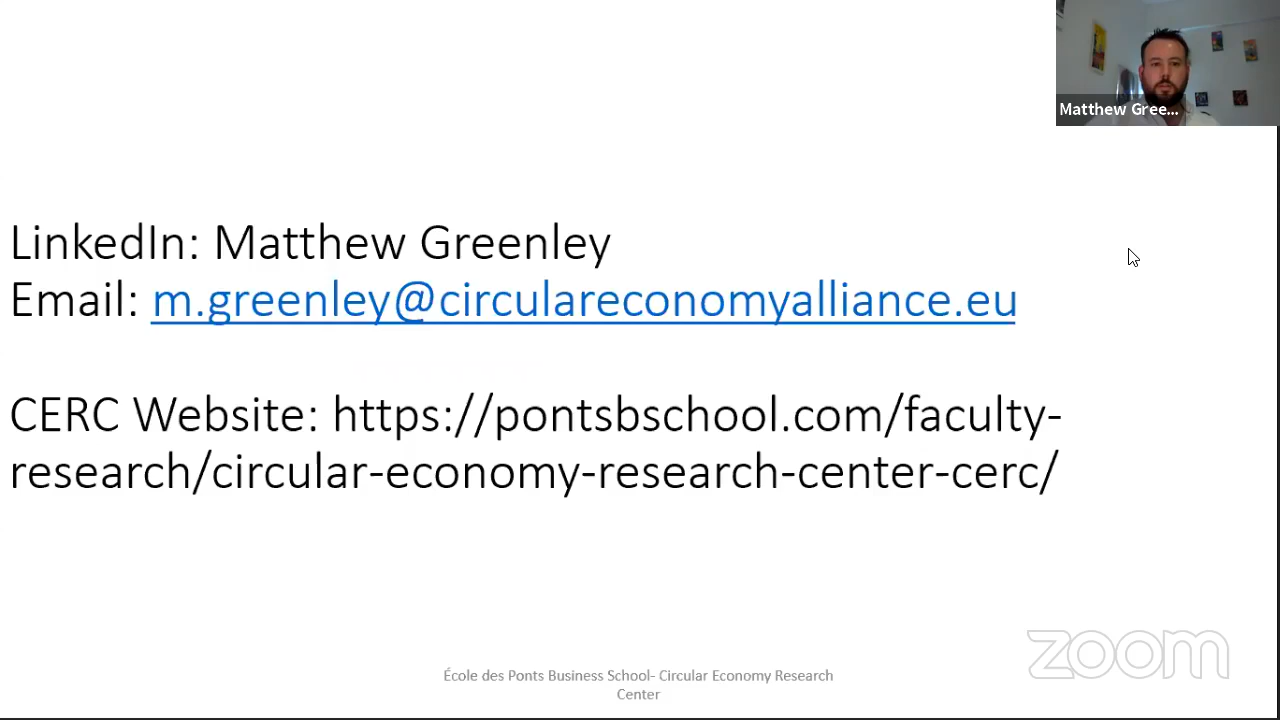 Matthew Gree...
LinkedIn: Matthew Greenley
Email: m.greenley@circulareconomyalliance.eu
CERC Website: https://pontsbschool.com/faculty-
research/circular-economy-research-center-cerc/
zoom
École des Ponts Business School- Circular Economy Research
Center